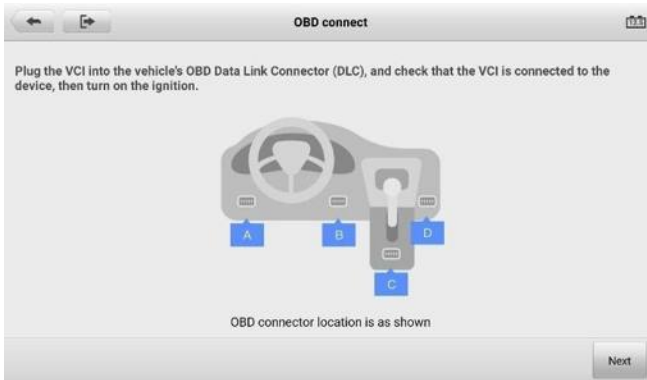 OBD connect
Plug the VCI into the vehicle's OBD Data Link Connector (DLC), and check that the VCI is connected to the
device, then turn on the ignition.
A
B
D
C
OBD connector location is as shown
Next